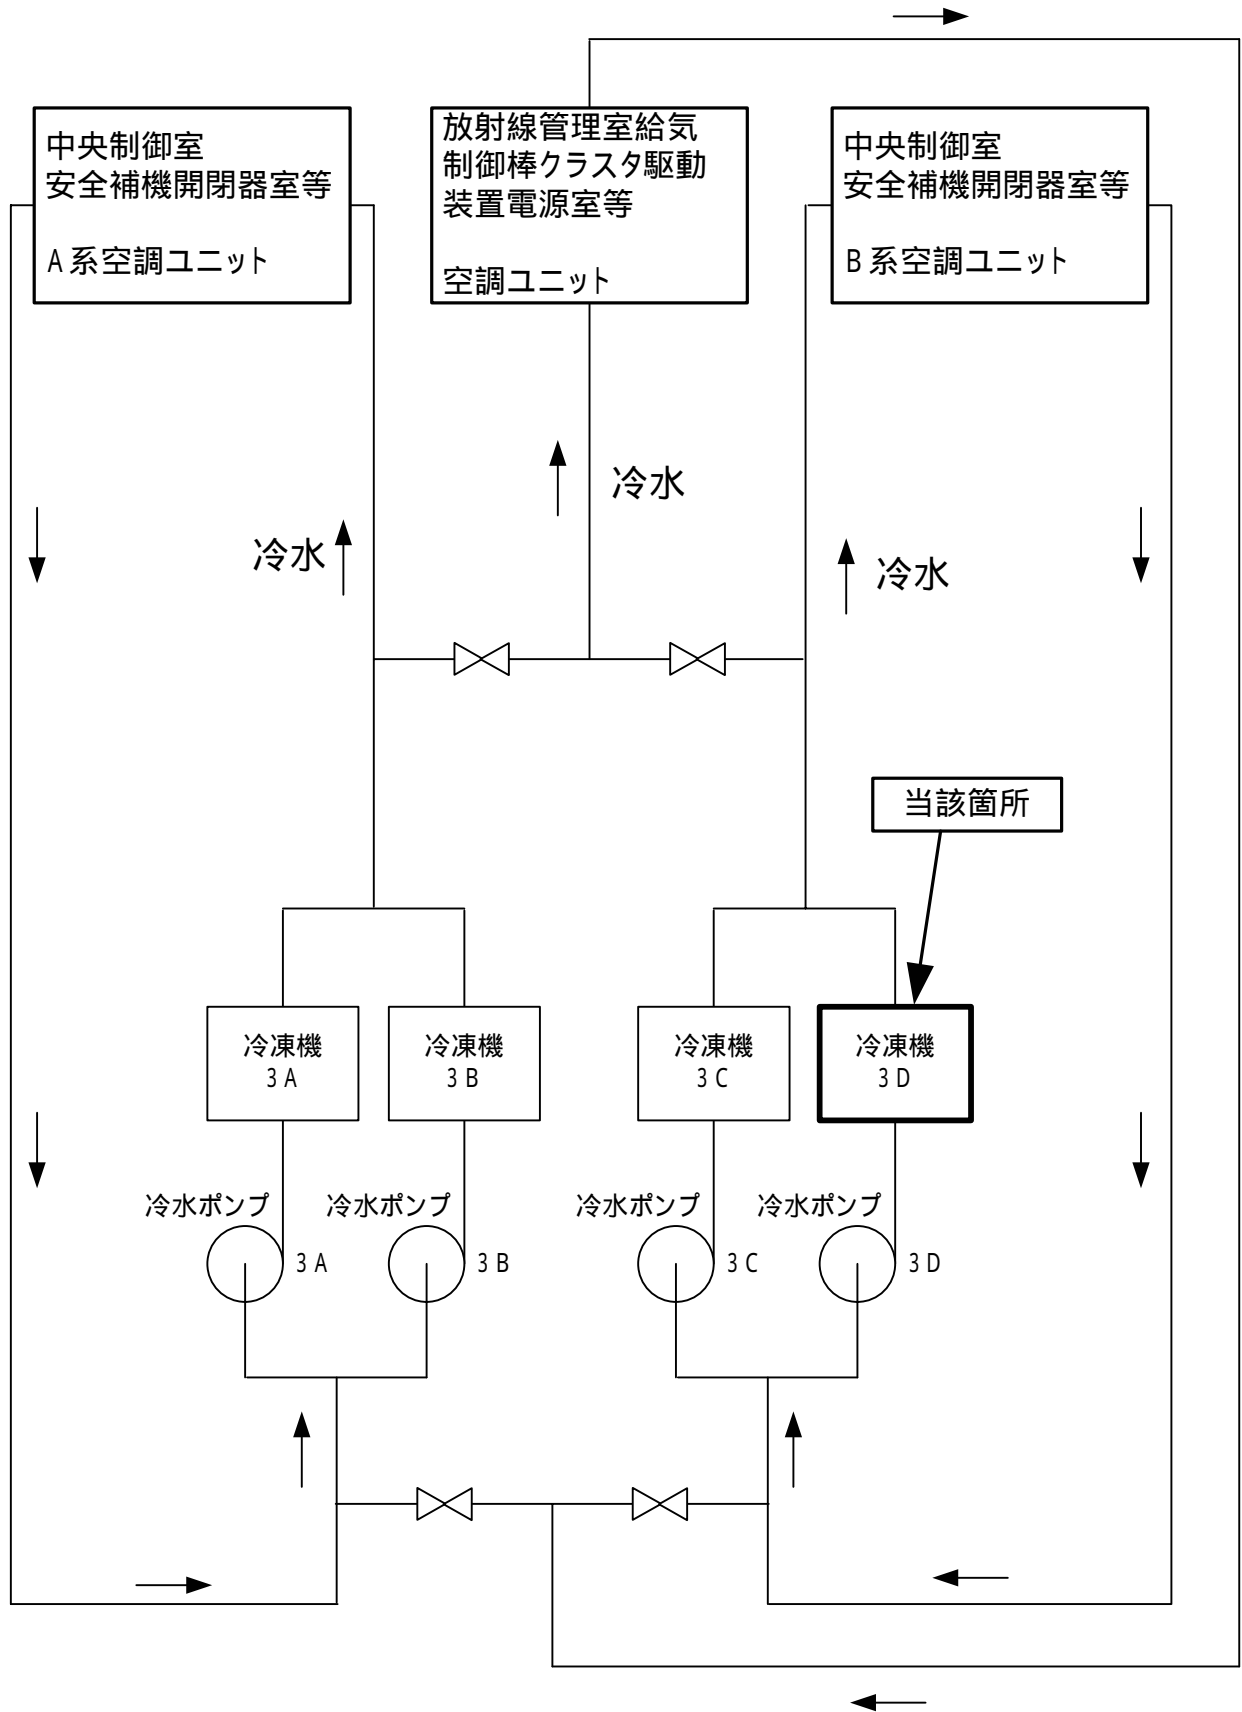 中央制御室
安全補機開閉器室等
A系空調ユニット
放射線管理室給気
制御棒クラスタ駆動
装置電源室等
空調ユニット
中央制御室
安全補機開閉器室等
B系空調ユニット
冷水
冷水
冷水
当該箇所
冷凍機
3A
冷凍機
3B
冷凍機
3C
冷凍機
3D
冷水ポンプ
3A
冷水ポンプ
3B
冷水ポンプ
3C
冷水ポンプ
3D